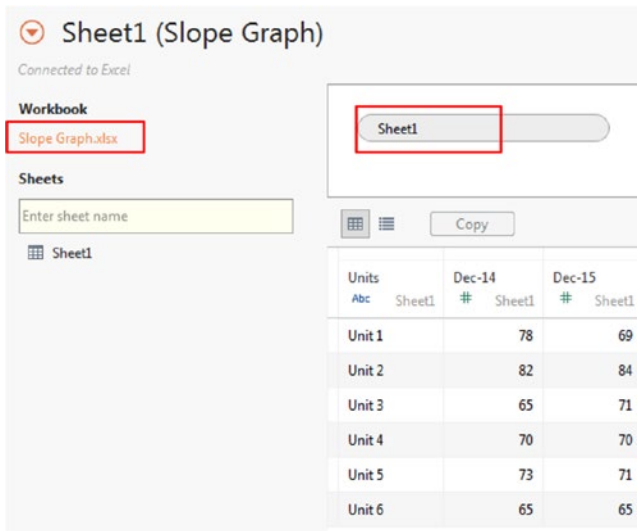 Sheet1 (Slope Graph)
Connected to Excel
Workbook
Slope Graph.xlsx
Sheets
Enter sheet name
Sheet1
Sheet1
Copy
Units Dec-14 Dec-15
Abc Sheet1 # Sheet1 # Sheet1
Unit 1 78 69
Unit 2 82 84
Unit 3 65 71
Unit 4 70 70
Unit 5 73 71
Unit 6 65 65